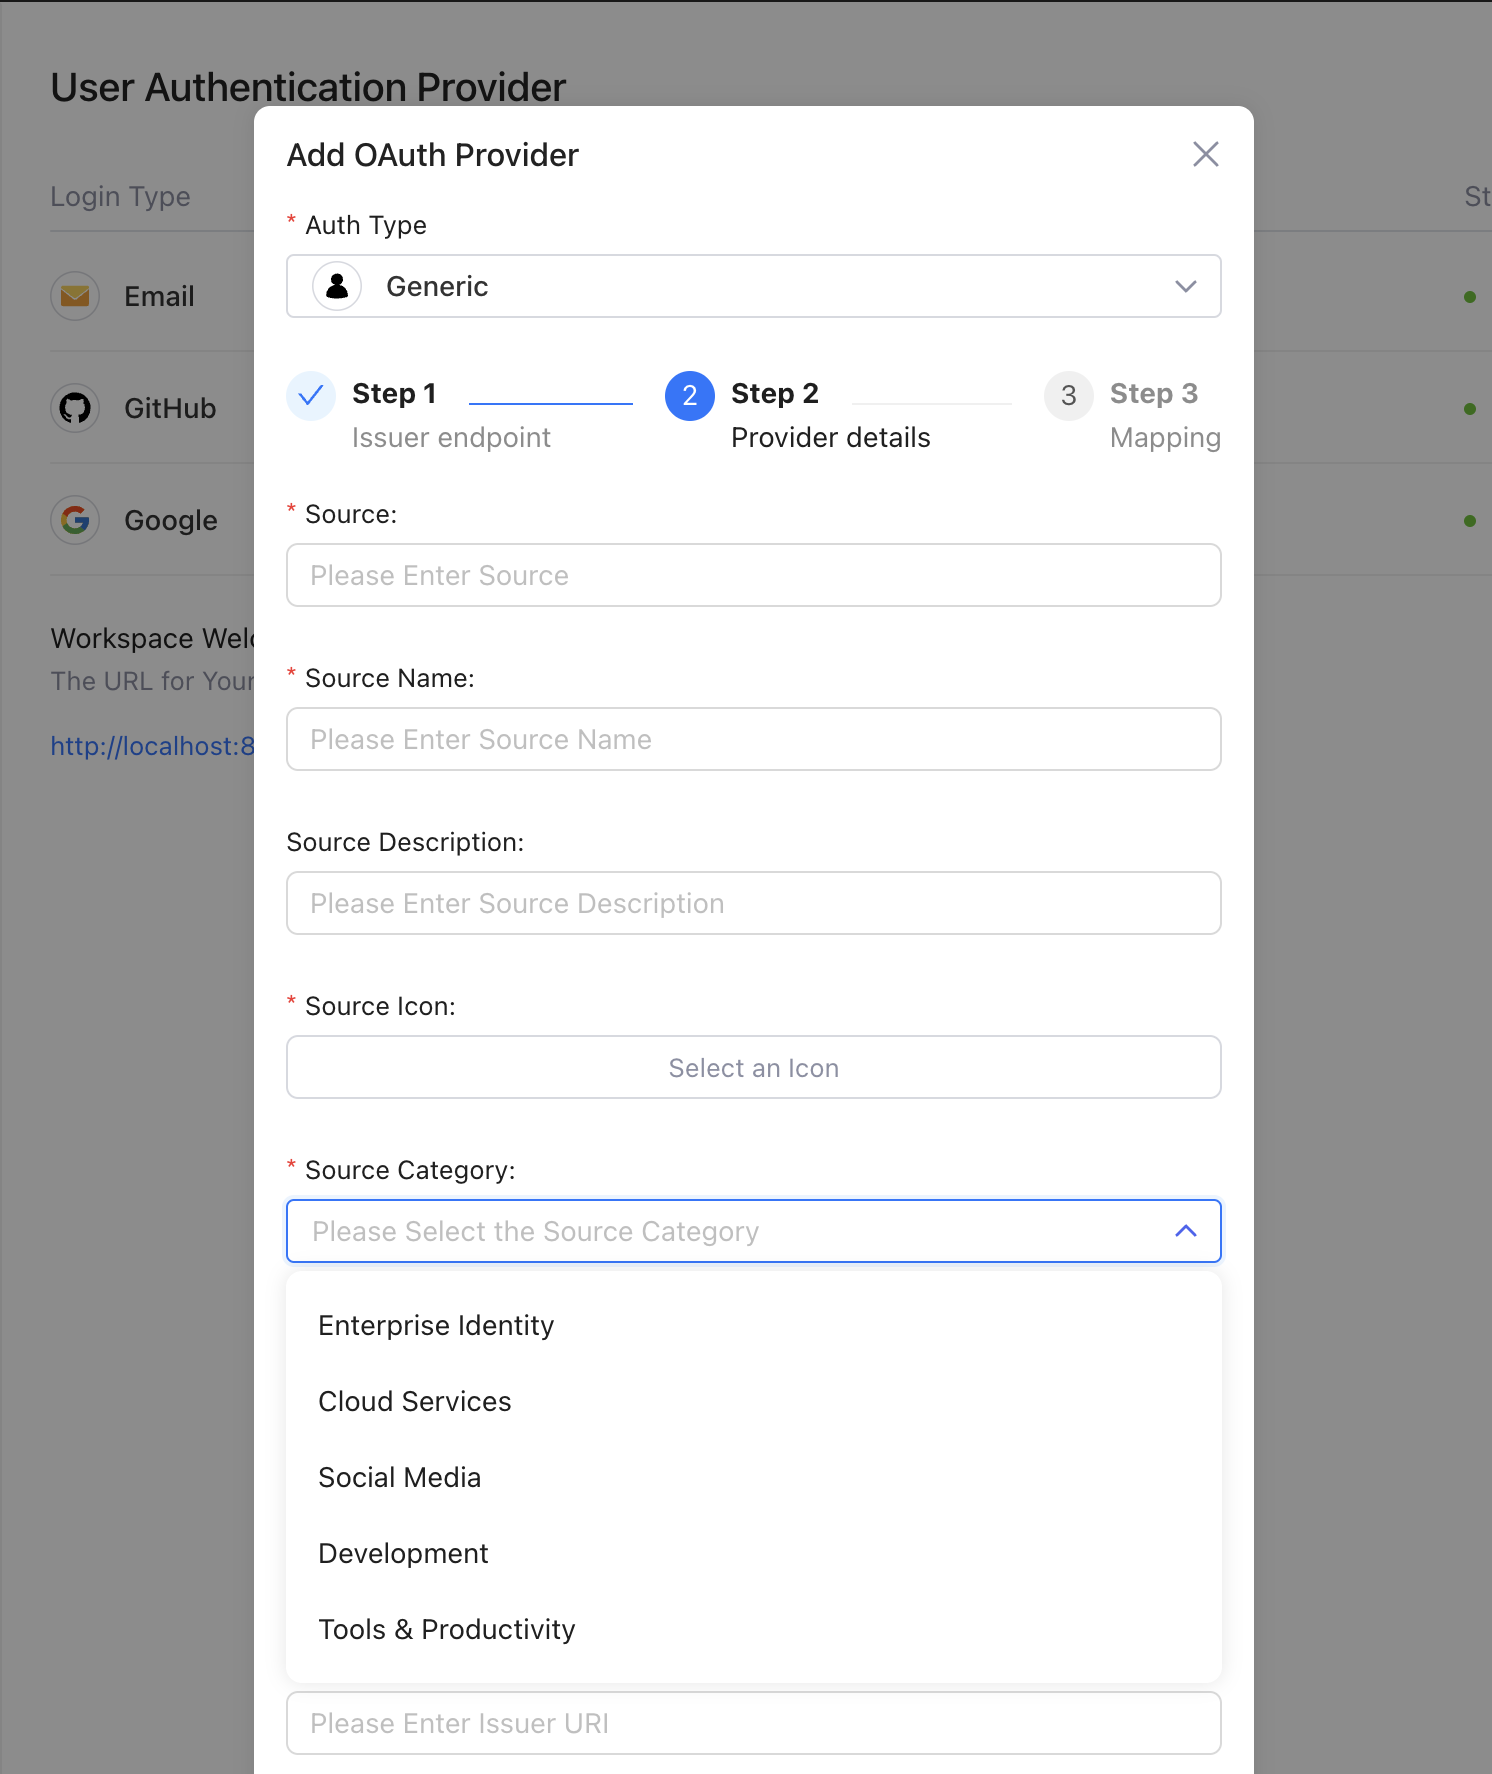 User Authentication Provider
Add OAuth Provider
Login Type
St
* Auth Type
Generic
Email
GitHub
Google
Step 1
2
Step 2
3
Step 3
Issuer endpoint
Provider details
Mapping
* Source:
Please Enter Source
Workspace Welc
The URL for Your
http://localhost:8
* Source Name:
Please Enter Source Name
Source Description:
Please Enter Source Description
* Source Icon:
Select an Icon
* Source Category:
Please Select the Source Category
Enterprise Identity
Cloud Services
Social Media
Development
Tools & Productivity
Please Enter Issuer URI